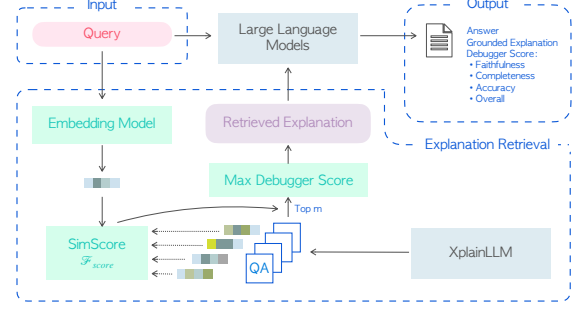 Input
Output
Query
Large Language
Models
Answer
Grounded Explanation
Debugger Score:
• Faithfulness
• Completeness
• Accuracy
• Overall
Embedding Model
Retrieved Explanation
Explanation Retrieval
Max Debugger Score
Top m
SimScore
ℱ score
QA
XplainLLM